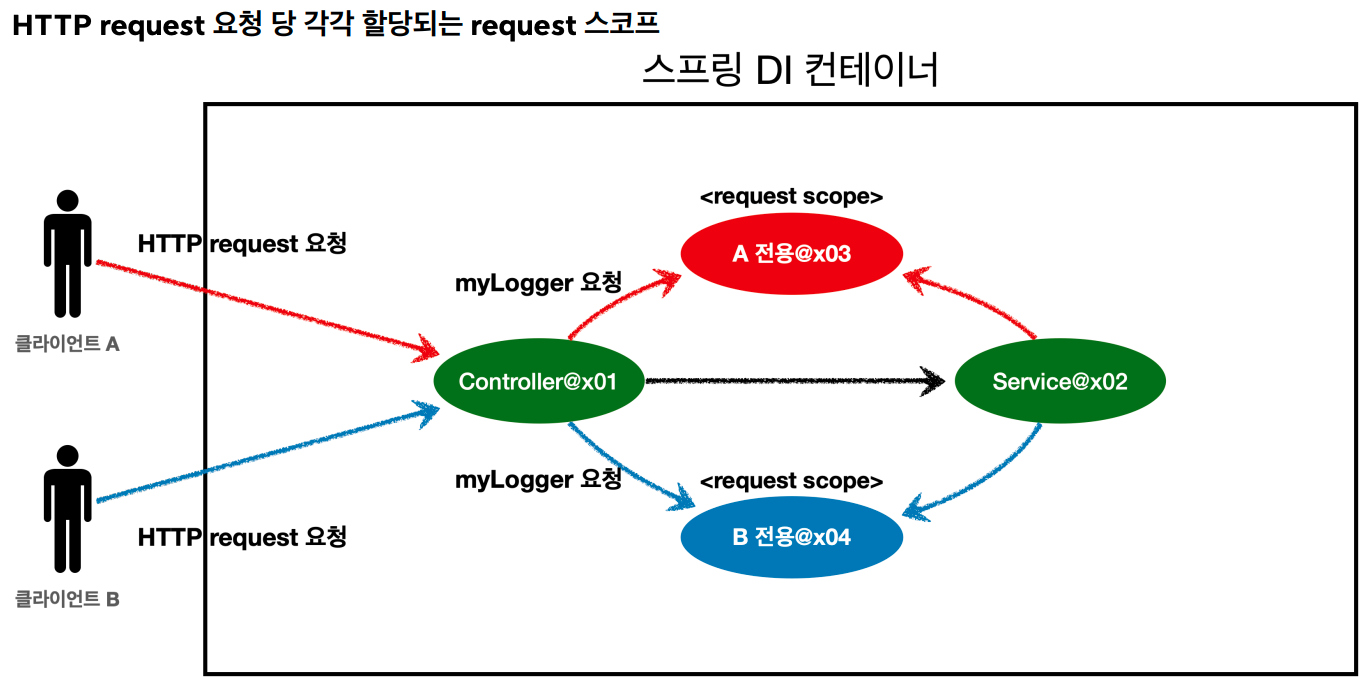 HTTP request 요청 당 각각 할당되는 request 스코프
스프링 DI 컨테이너
<request scope>
A 전용@x03
HTTP request 요청
myLogger 요청
클라이언트 A
Controller@x01
Service@x02
myLogger 요청
<request scope>
B 전용@x04
HTTP request 요청
클라이언트 B